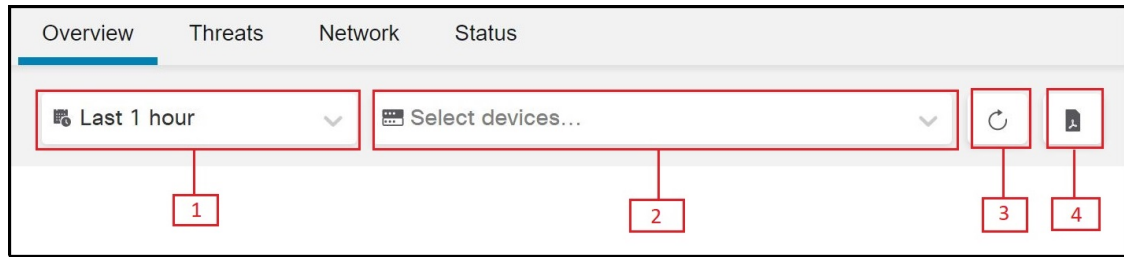 Overview Threats Network Status
Last 1 hour Select devices...
1 2 3 4